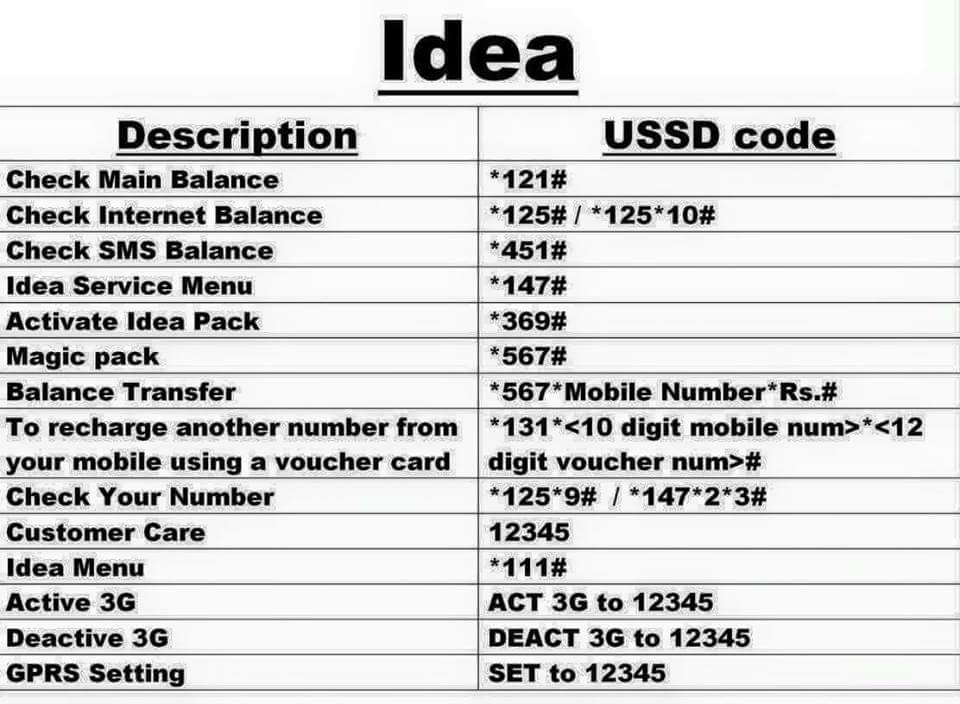 Idea
Description USSD code
Check Main Balance *121#
Check Internet Balance *125# / *125*10#
Check SMS Balance *451#
Idea Service Menu *147#
Activate Idea Pack *369#
Magic pack *567#
Balance Transfer *567*Mobile Number*Rs.#
To recharge another number from *131*<10 digit mobile num>*<12
your mobile using a voucher card digit voucher num>#
Check Your Number *125*9# / *147*2*3#
Customer Care 12345
Idea Menu *111#
Active 3G ACT 3G to 12345
Deactive 3G DEACT 3G to 12345
GPRS Setting SET to 12345